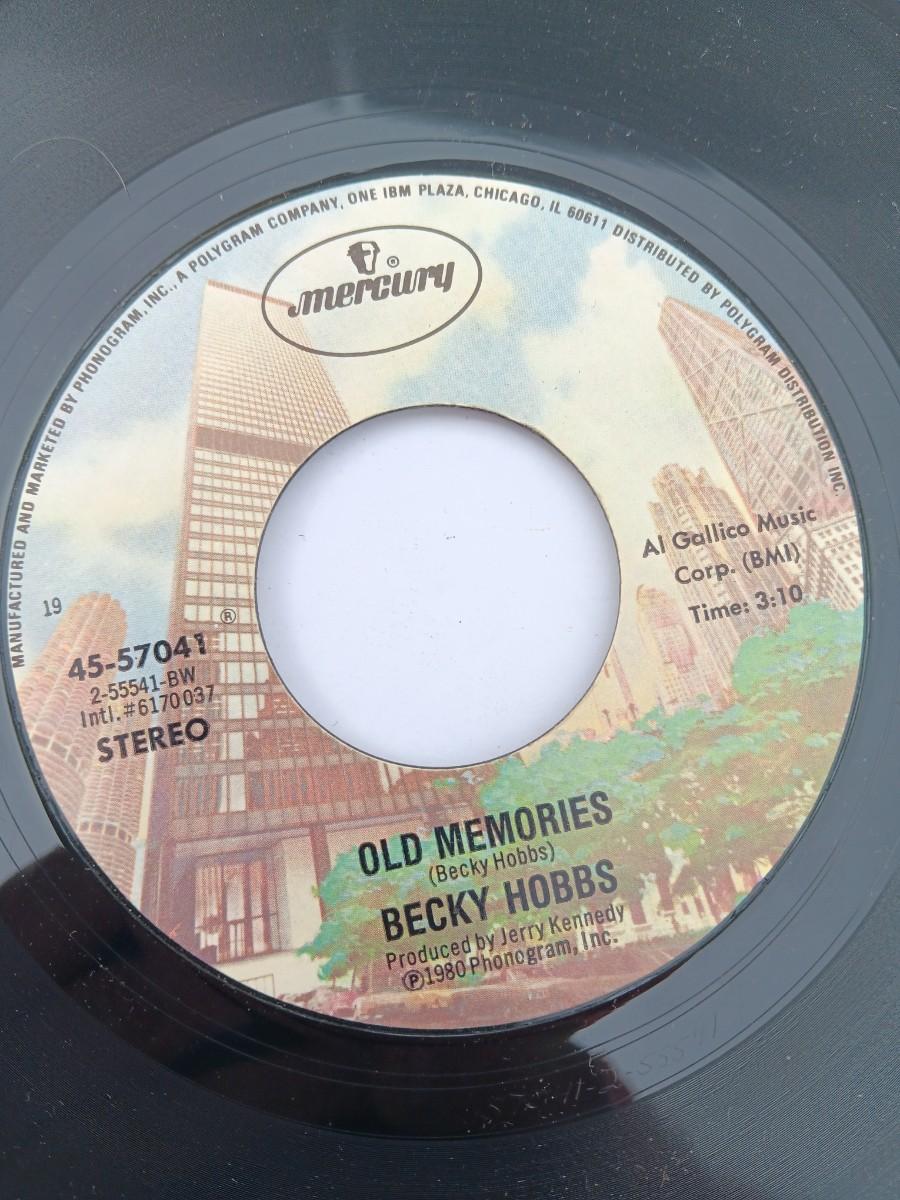 MANUFACTURED AND MARKETED BY PHONOGRAM, INC., A POLYGRAM COMPANY, ONE IBM PLAZA, CHICAGO, IL 60611 DISTRIBUTED BY POLYGRAM DISTRIBUTION INC.
mercury ®
Al Gallico Music
Corp. (BMI)
Time: 3:10
19
®
45-57041
2-55541-BW
Intl.#6170037
STEREO
OLD MEMORIES
(Becky Hobbs)
BECKY HOBBS
Produced by Jerry Kennedy
℗1980 Phonogram, Inc.